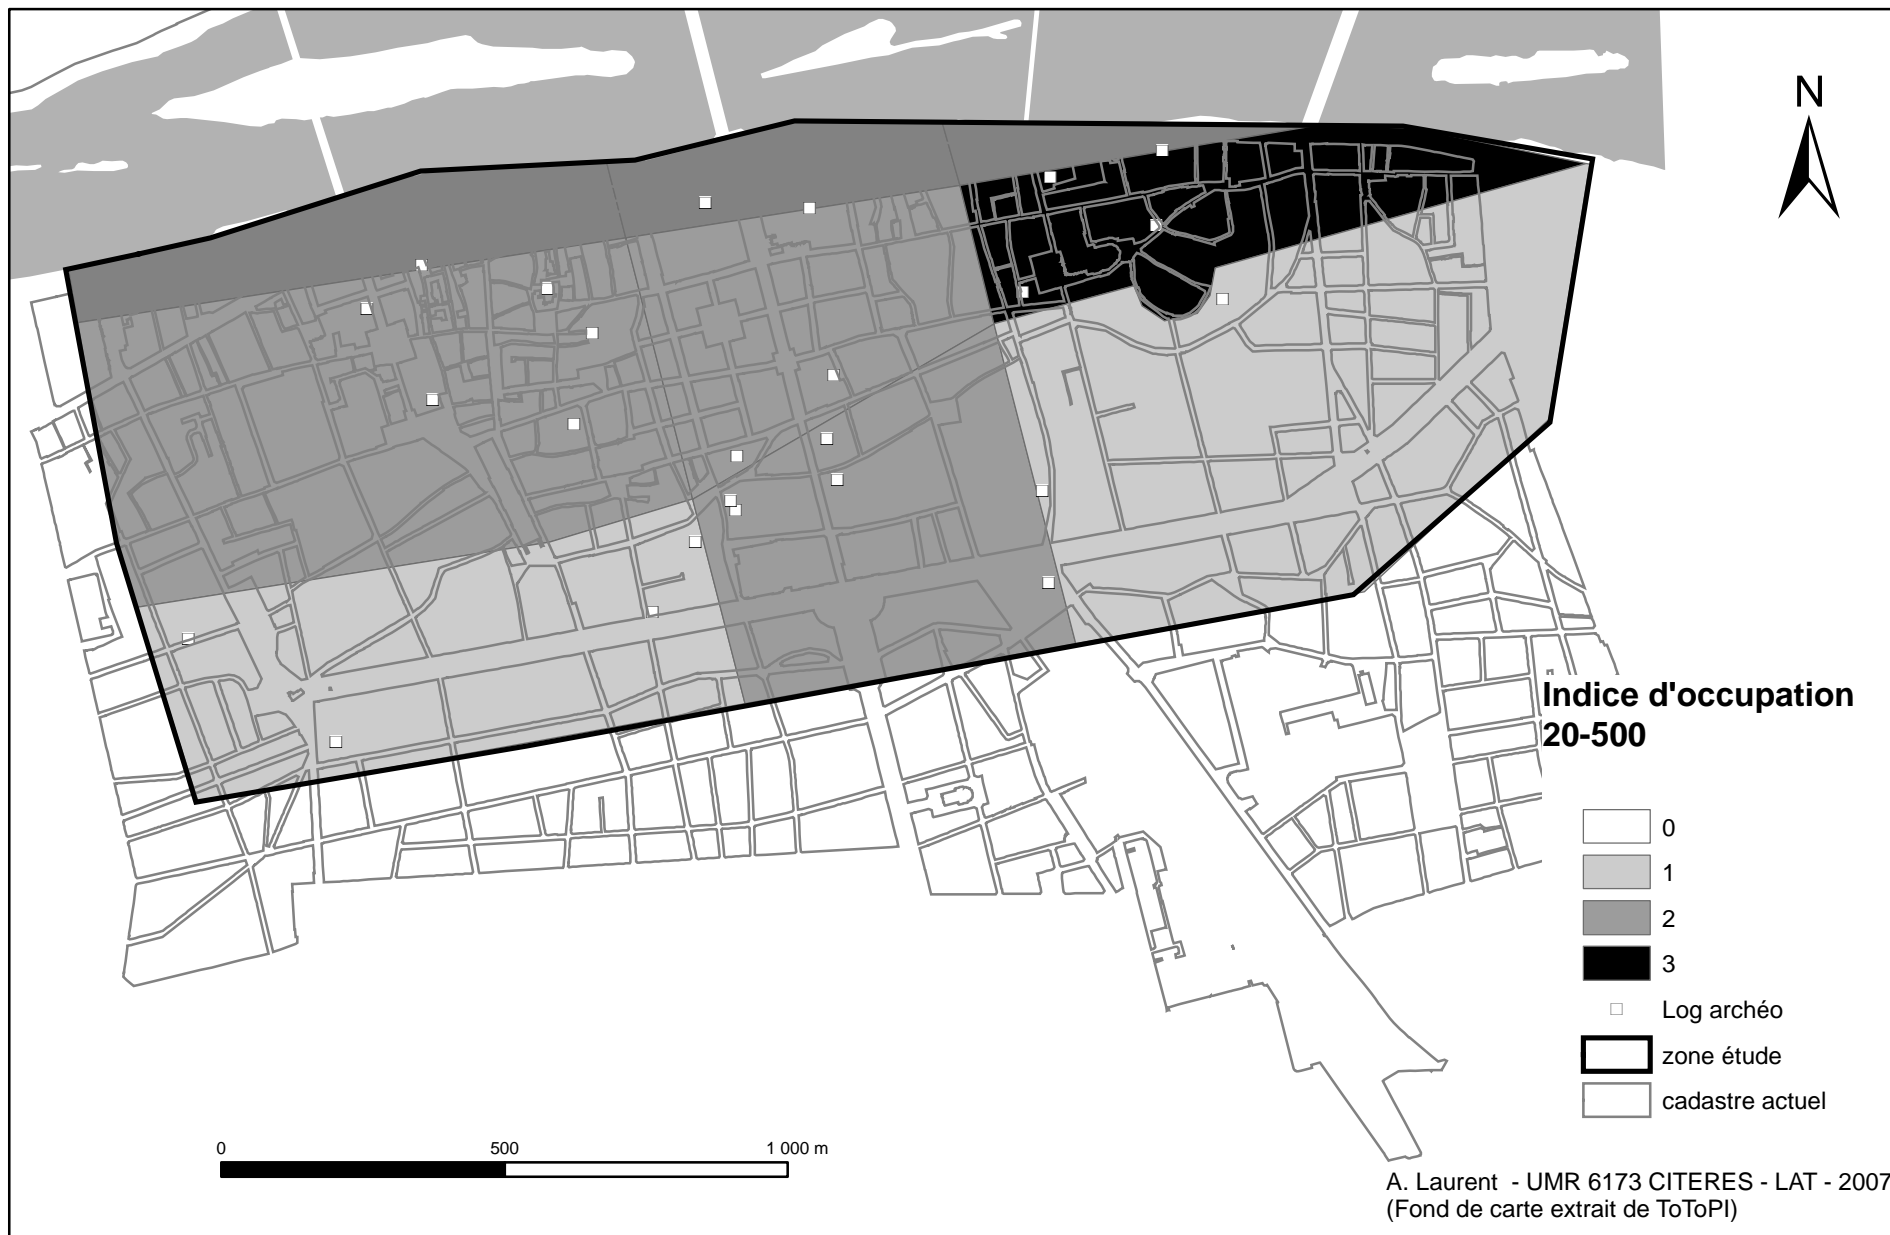 N
Indice d'occupation
20-500
0
1
2
3
Log archéo
zone étude
cadastre actuel
0 500 1 000 m
A. Laurent - UMR 6173 CITERES - LAT - 2007
(Fond de carte extrait de ToToPI)